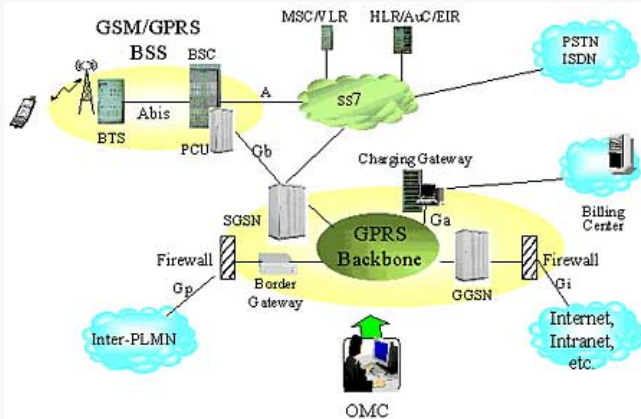 MSC/VLR
HLR/AuC/EIR
GSM/GPRS
BSS
BSC
PSTN
ISDN
A
SS7
Abis
BTS
PCU
Gb
Charging Gateway
SGSN
Ga
Billing
Center
GPRS
Backbone
Firewall
Firewall
Gp
Border
Gateway
GGSN
Gi
Inter-PLMN
Internet,
Intranet,
etc.
OMC